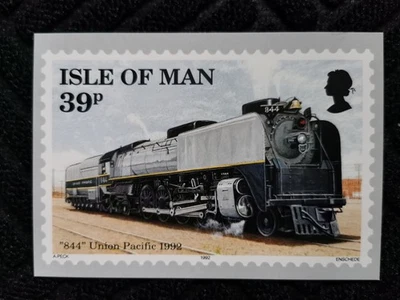 ISLE OF MAN
39p
844
"844" Union Pacific 1992
A.PECK 1992 ENSCHEDE